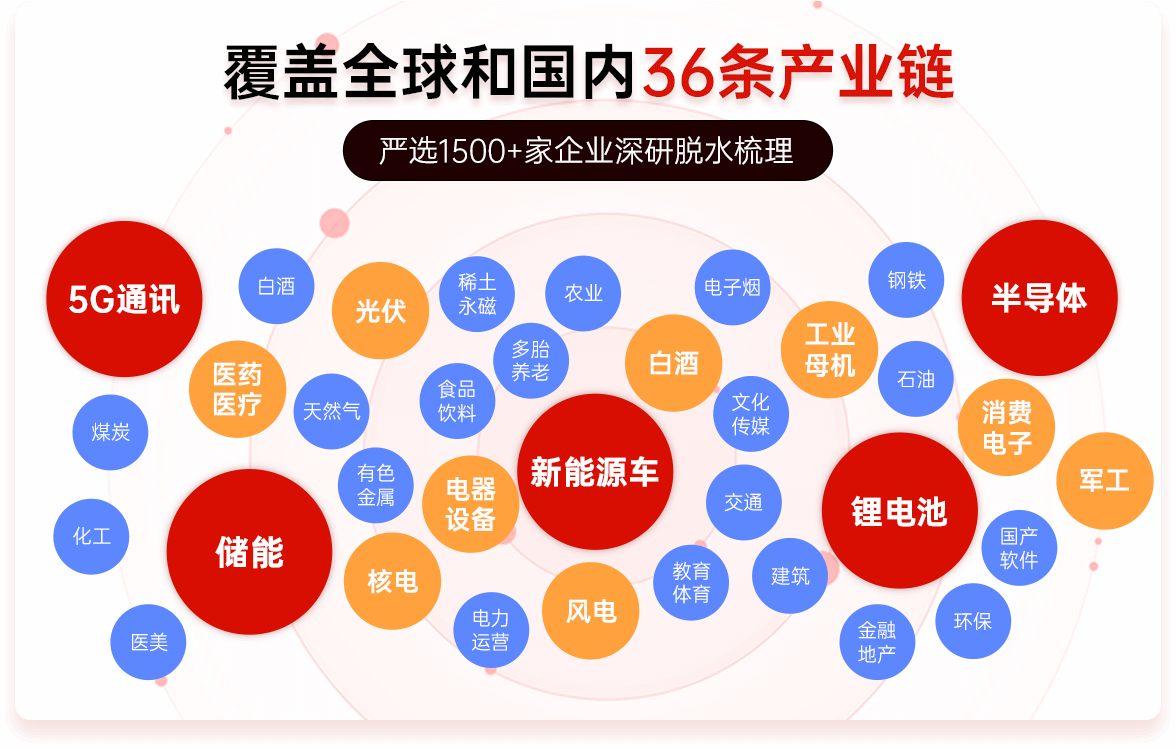 覆盖全球和国内36条产业链
严选1500+家企业深研脱水梳理
5G通讯
白酒
光伏
稀土
永磁
农业
电子烟
钢铁
半导体
医药
医疗
天然气
食品
饮料
多胎
养老
白酒
工业
母机
石油
煤炭
有色
金属
电器
设备
新能源车
文化
传媒
消费
电子
军工
化工
储能
核电
交通
锂电池
国产
软件
医美
电力
运营
风电
教育
体育
建筑
金融
地产
环保